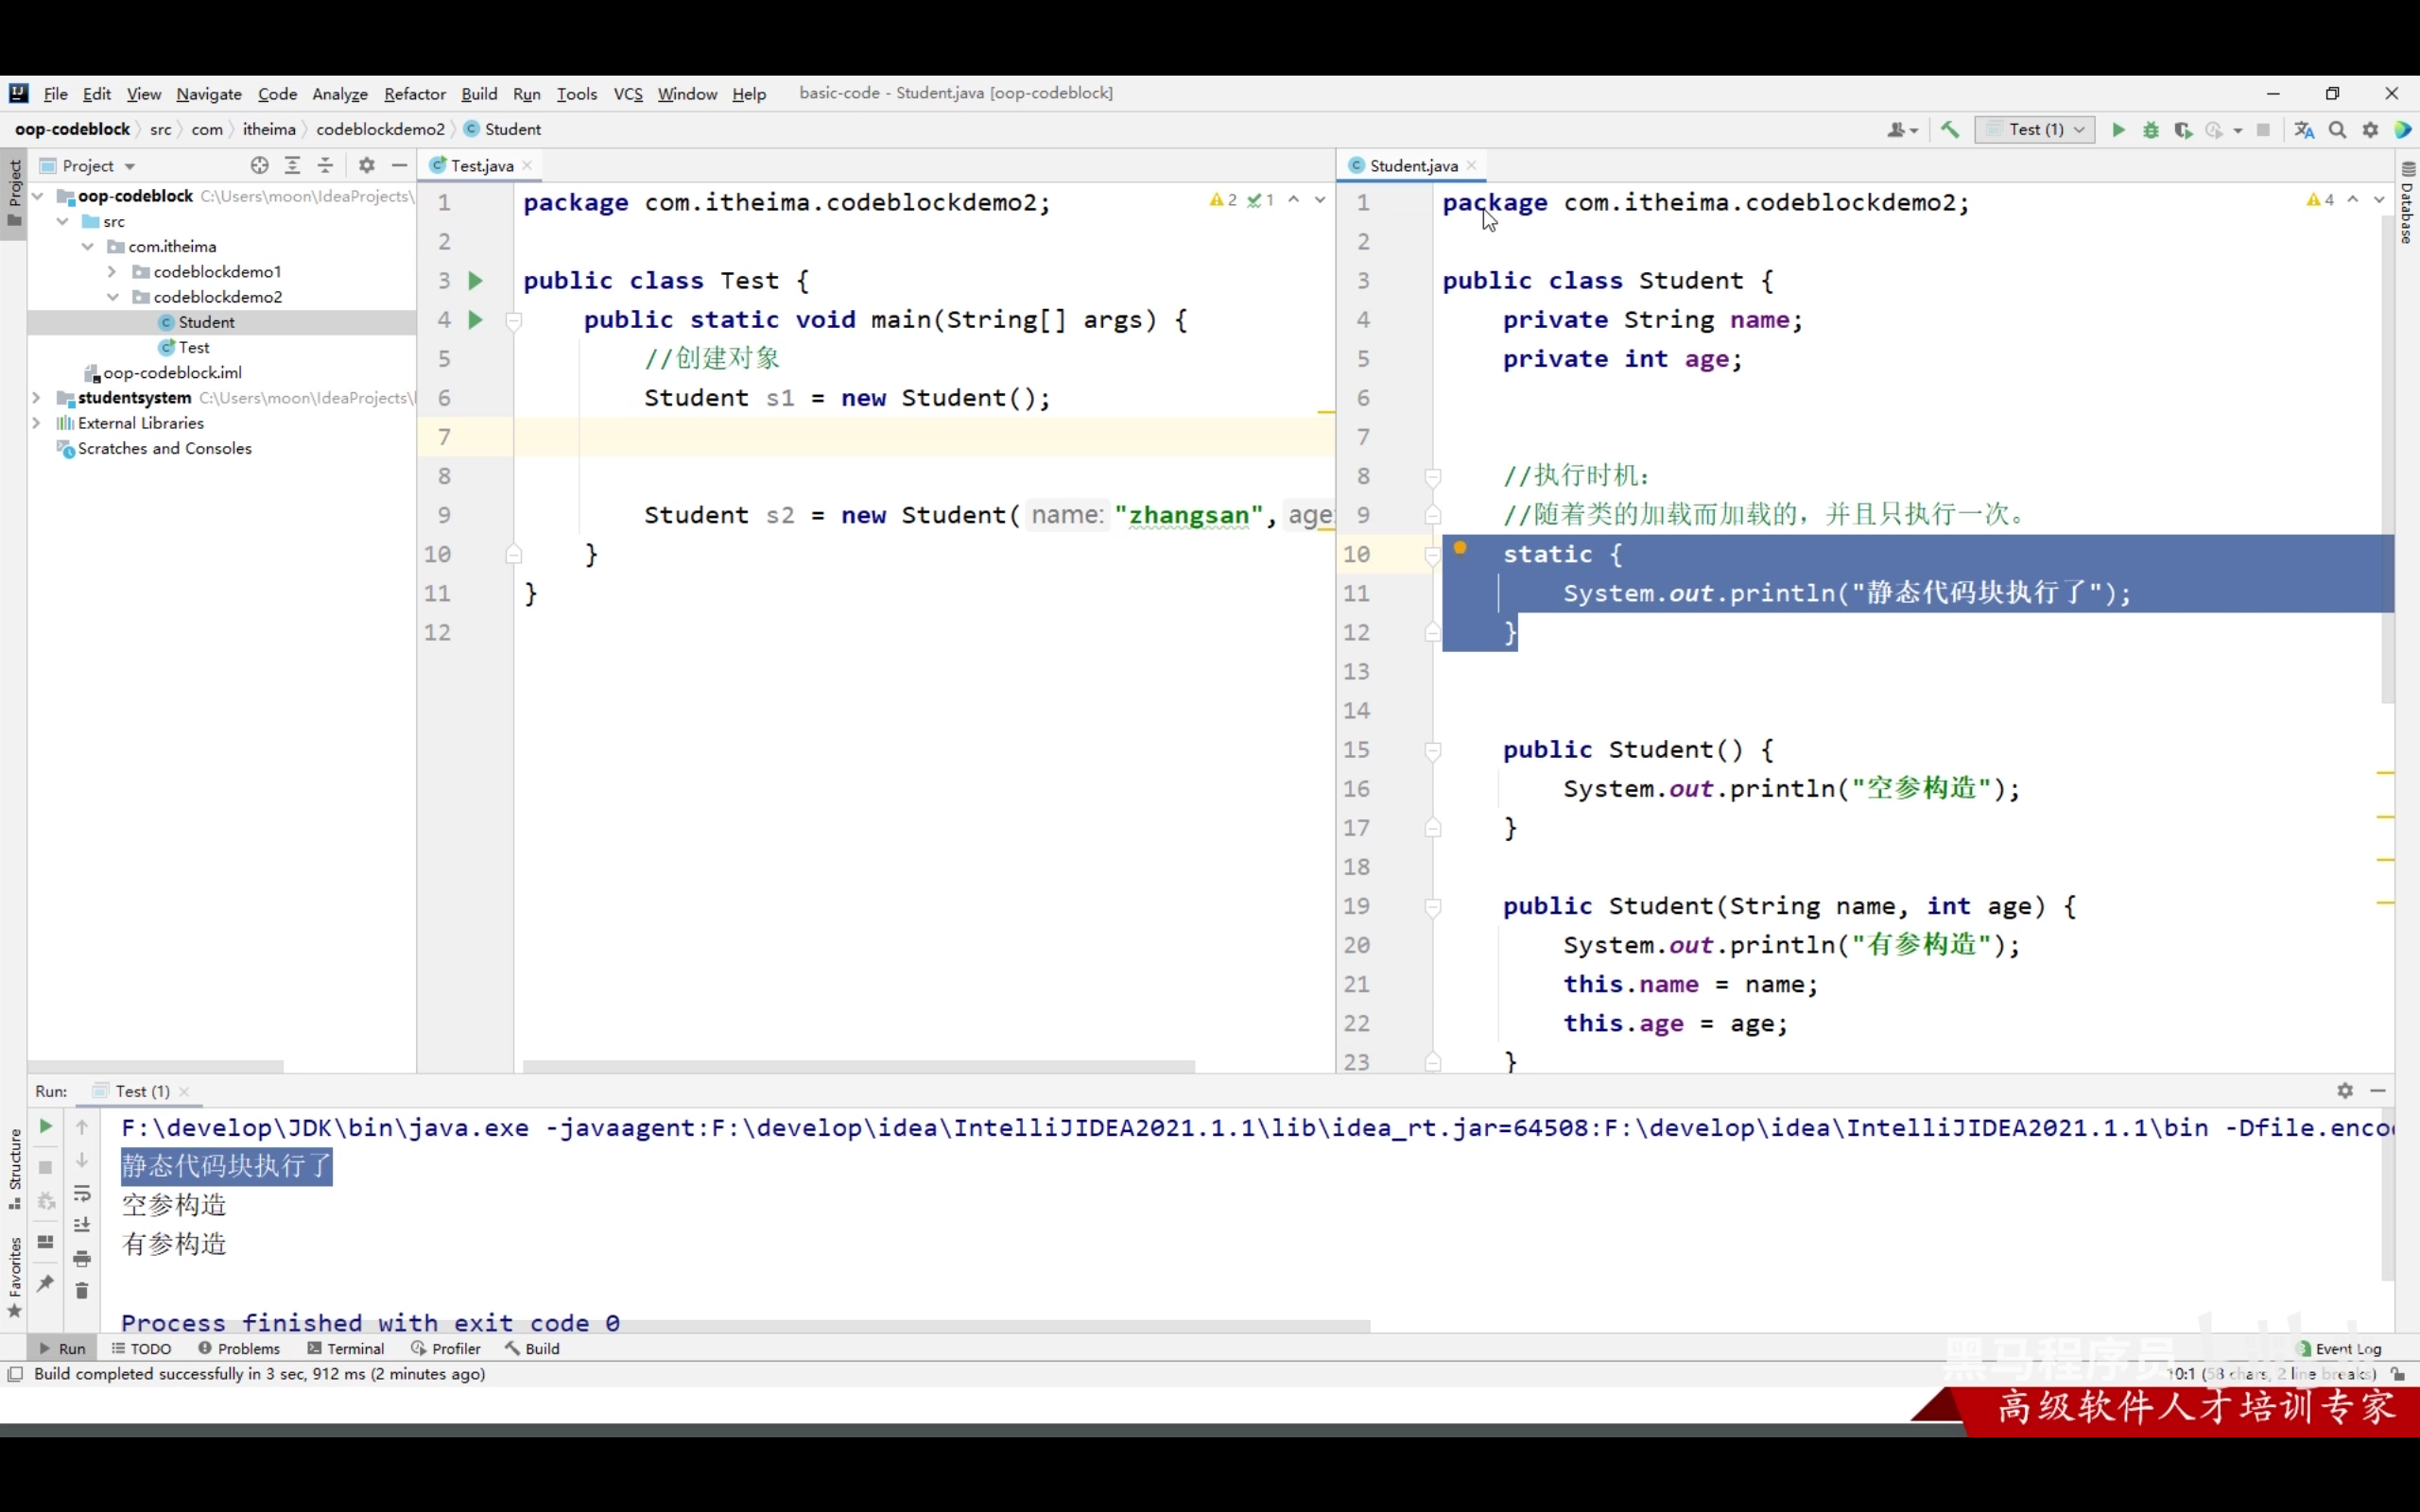 File Edit View Navigate Code Analyze Refactor Build Run Tools VCS Window Help basic-code - Student.java [oop-codeblock]
oop-codeblock src com itheima codeblockdemo2 Student Test (1)
Project
Project
oop-codeblock C:\Users\moon\IdeaProjects\
src
com.itheima
codeblockdemo1
codeblockdemo2
Student
Test
oop-codeblock.iml
studentsystem C:\Users\moon\IdeaProjects\
External Libraries
Scratches and Consoles
Test.java
2 1
1 package com.itheima.codeblockdemo2;
2
3 public class Test {
4 public static void main(String[] args) {
5 //创建对象
6 Student s1 = new Student();
7
8
9 Student s2 = new Student( name: "zhangsan", age:
10 }
11 }
12
Student.java
4
1 package com.itheima.codeblockdemo2;
2
3 public class Student {
4 private String name;
5 private int age;
6
7
8 //执行时机：
9 //随着类的加载而加载的，并且只执行一次。
10 static {
11 System.out.println("静态代码块执行了");
12 }
13
14
15 public Student() {
16 System.out.println("空参构造");
17 }
18
19 public Student(String name, int age) {
20 System.out.println("有参构造");
21 this.name = name;
22 this.age = age;
23 }
Database
Run: Test (1)
F:\develop\JDK\bin\java.exe -javaagent:F:\develop\idea\IntelliJIDEA2021.1.1\lib\idea_rt.jar=64508:F:\develop\idea\IntelliJIDEA2021.1.1\bin -Dfile.enco
静态代码块执行了
空参构造
有参构造
Process finished with exit code 0
Structure
Favorites
Run TODO Problems Terminal Profiler Build Event Log
Build completed successfully in 3 sec, 912 ms (2 minutes ago) 10:1 (58 chars, 2 line breaks)
黑马程序员
高级软件人才培训专家